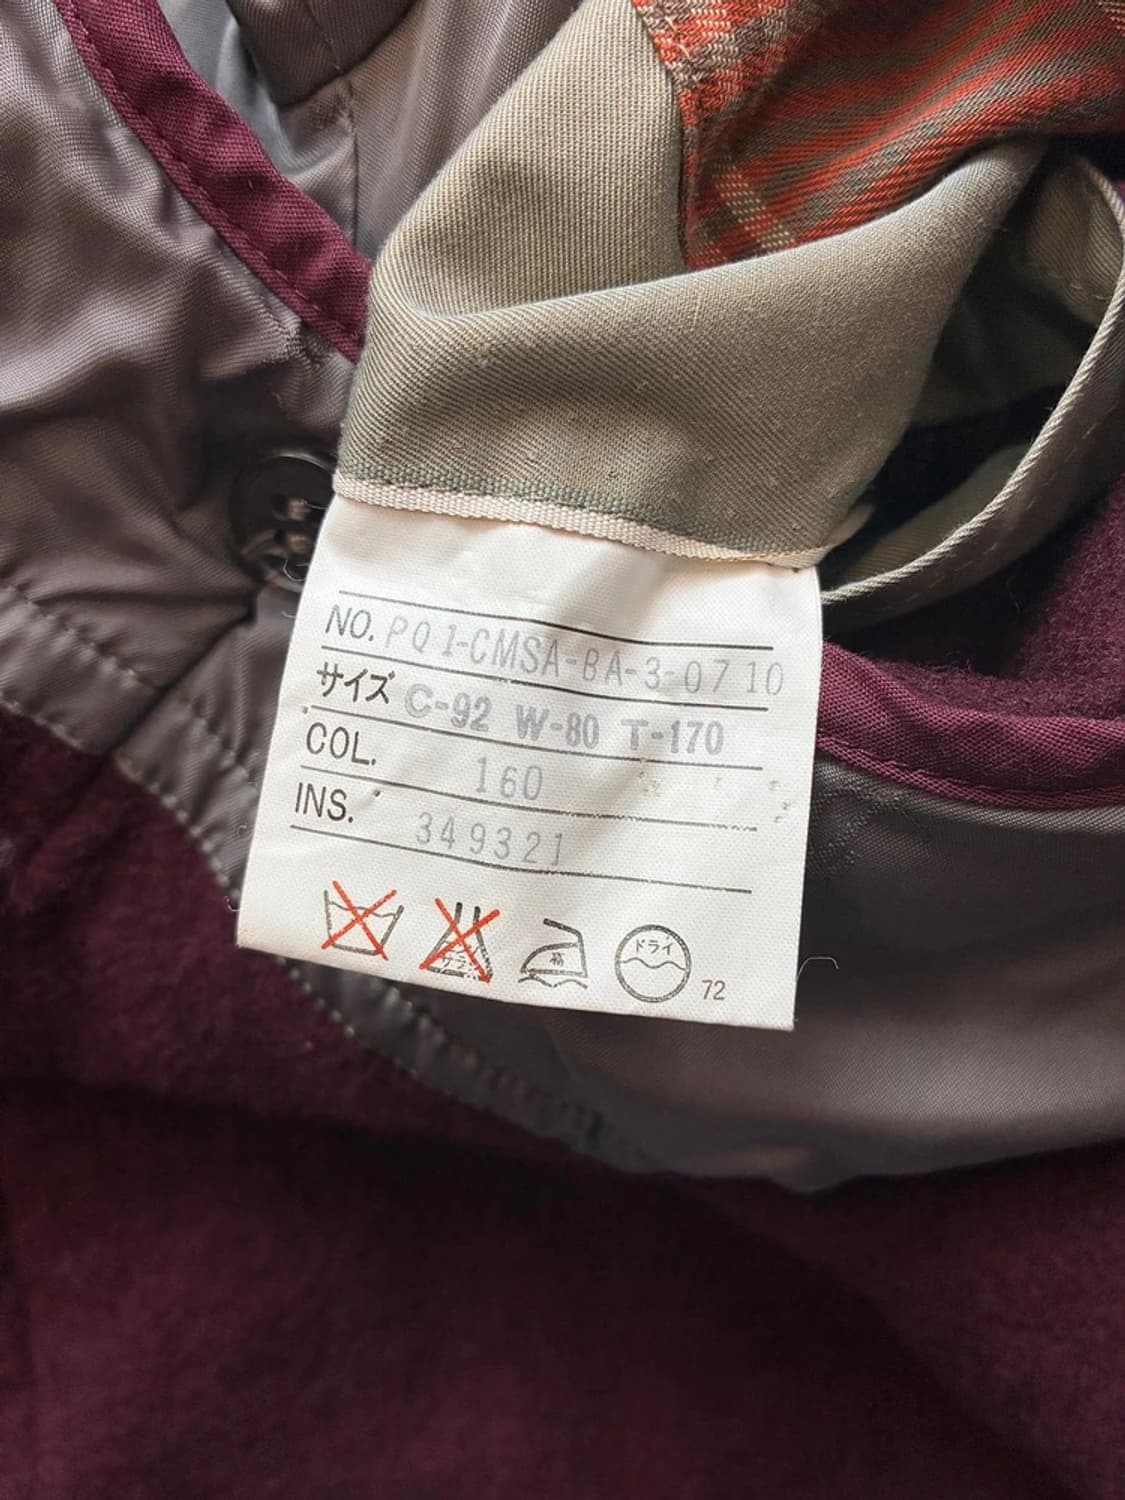 NO. PQ I-CMSA-BA-3-0710
サイズ C-92 W-80 T-170
COL. 160
INS. 349321
ドライ
72